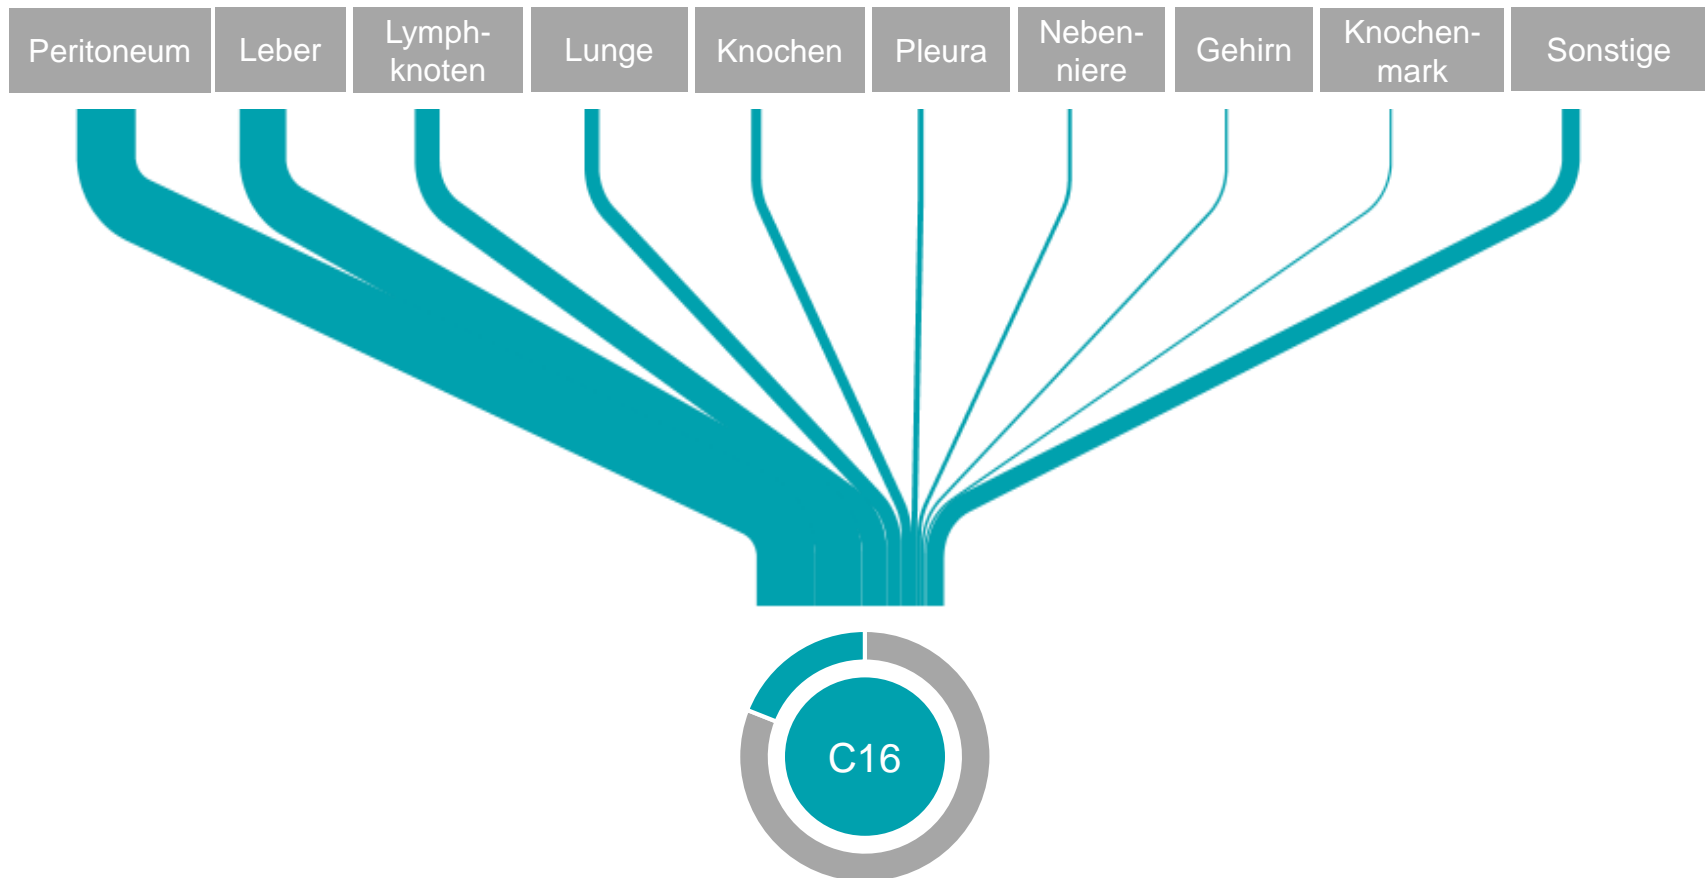 Peritoneum
Leber
Lymph-
knoten
Lunge
Knochen
Pleura
Neben-
niere
Gehirn
Knochen-
mark
Sonstige
C16